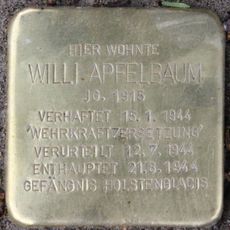 HIER WOHNTE
WILLI APFELBAUM
JG. 1915
VERHAFTET 15.1.1944
'WEHRKRAFTZERSETZUNG'
VERURTEILT 12.7.1944
ENTHAUPTET 21.8.1944
GEFÄNGNIS HOLSTENGLACIS